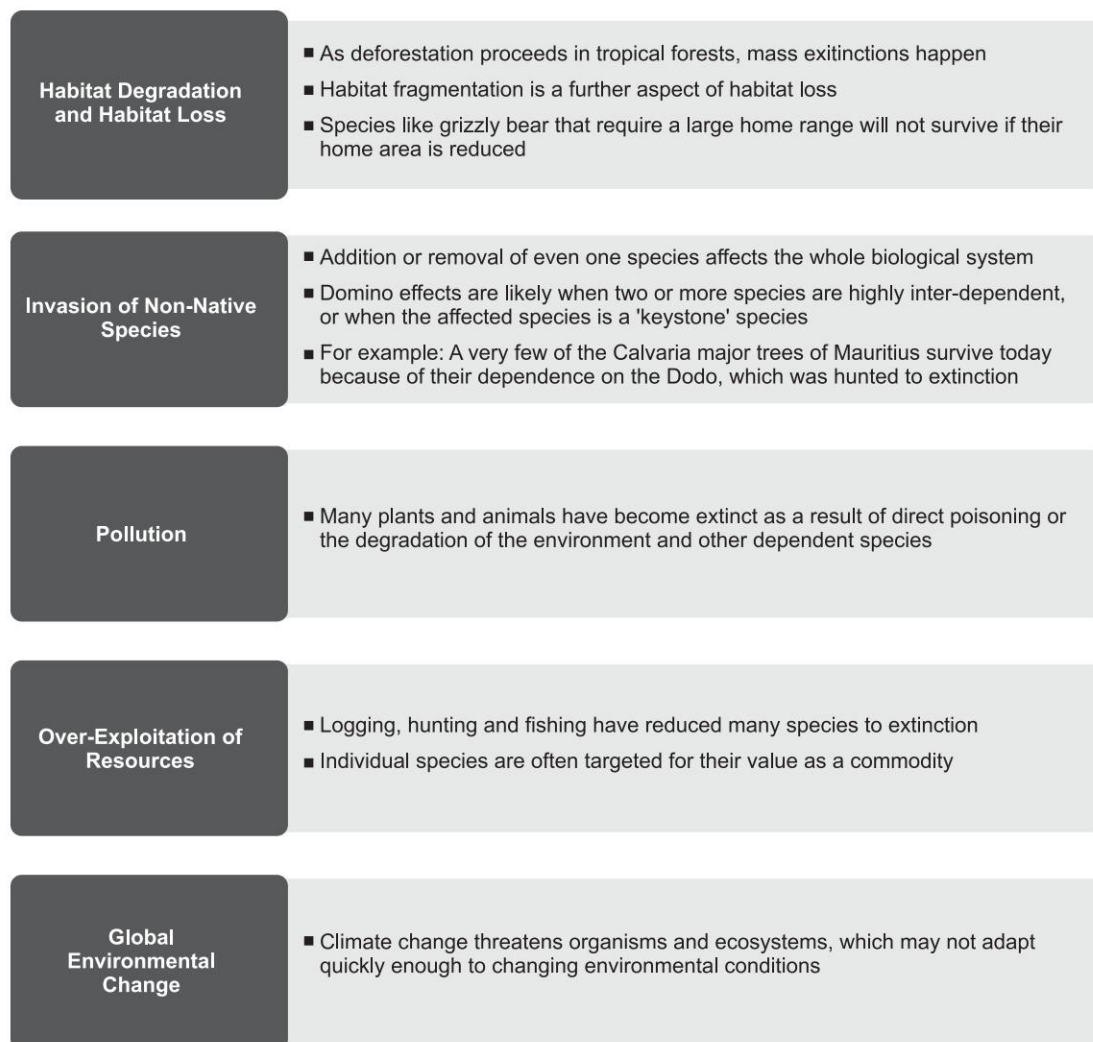 Habitat Degradation
and Habitat Loss
■ As deforestation proceeds in tropical forests, mass exitinctions happen
■ Habitat fragmentation is a further aspect of habitat loss
■ Species like grizzly bear that require a large home range will not survive if their
home area is reduced
Invasion of Non-Native
Species
■ Addition or removal of even one species affects the whole biological system
■ Domino effects are likely when two or more species are highly inter-dependent,
or when the affected species is a 'keystone' species
■ For example: A very few of the Calvaria major trees of Mauritius survive today
because of their dependence on the Dodo, which was hunted to extinction
Pollution
■ Many plants and animals have become extinct as a result of direct poisoning or
the degradation of the environment and other dependent species
Over-Exploitation of
Resources
■ Logging, hunting and fishing have reduced many species to extinction
■ Individual species are often targeted for their value as a commodity
Global
Environmental
Change
■ Climate change threatens organisms and ecosystems, which may not adapt
quickly enough to changing environmental conditions